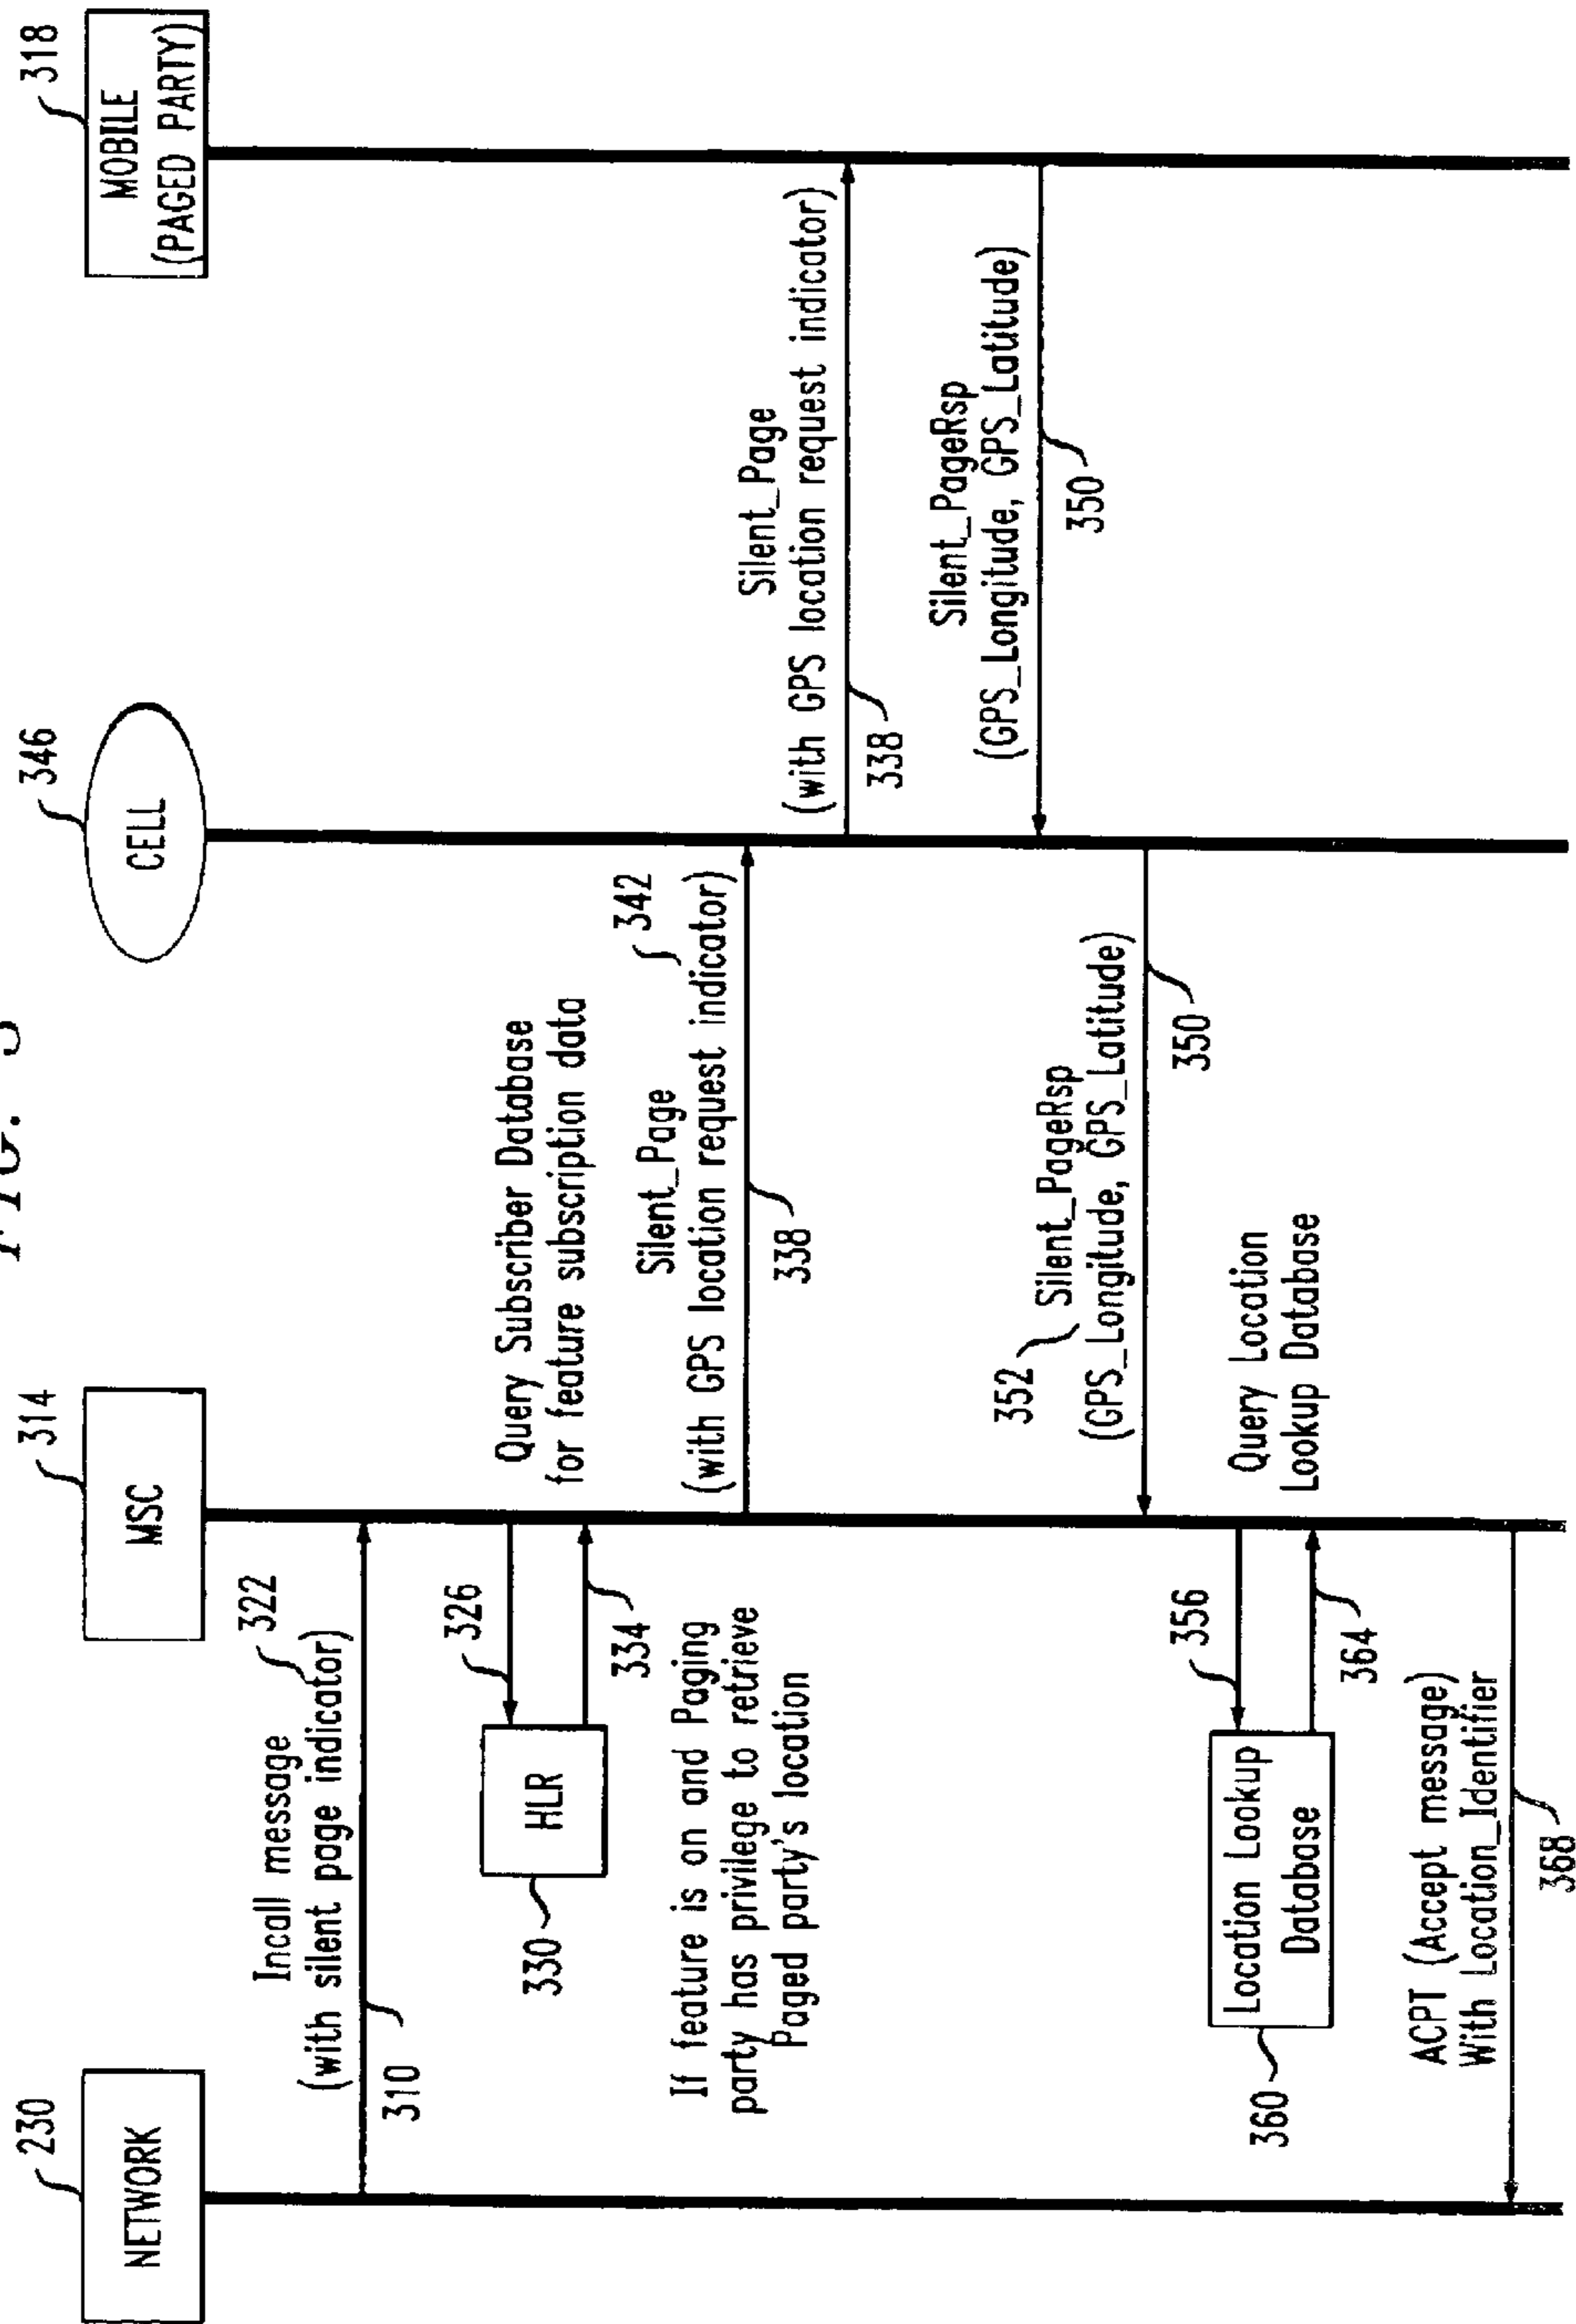 FIG. 3
NETWORK
230
MSC
314
CELL
346
MOBILE
(PAGED PARTY)
318
Incall message
(with silent page indicator)
322
310
326
HLR
330
334
Query Subscriber Database
for feature subscription data
If feature is on and Paging
party has privilege to retrieve
Paged party's location
Silent_Page
(with GPS location request indicator)
342
338
Silent_Page
(with GPS location request indicator)
338
Silent_PageRsp
(GPS_Longitude, GPS_Latitude)
350
352
Silent_PageRsp
(GPS_Longitude, GPS_Latitude)
350
Query Location
Lookup Database
356
Location Lookup
Database
360
364
ACPT (Accept message)
With Location_Identifier
368